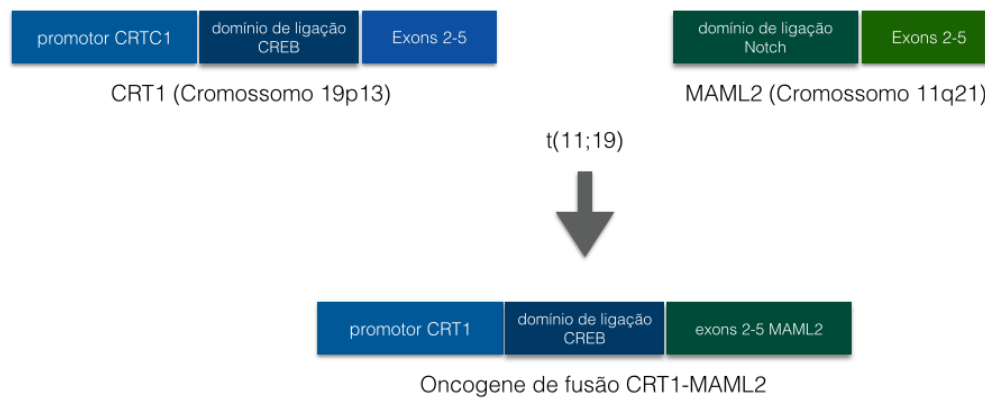 promotor CRTC1
domínio de ligação
CREB
Exons 2-5
domínio de ligação
Notch
Exons 2-5
CRT1 (Cromossomo 19p13)
MAML2 (Cromossomo 11q21)
t(11;19)
promotor CRT1
domínio de ligação
CREB
exons 2-5 MAML2
Oncogene de fusão CRT1-MAML2